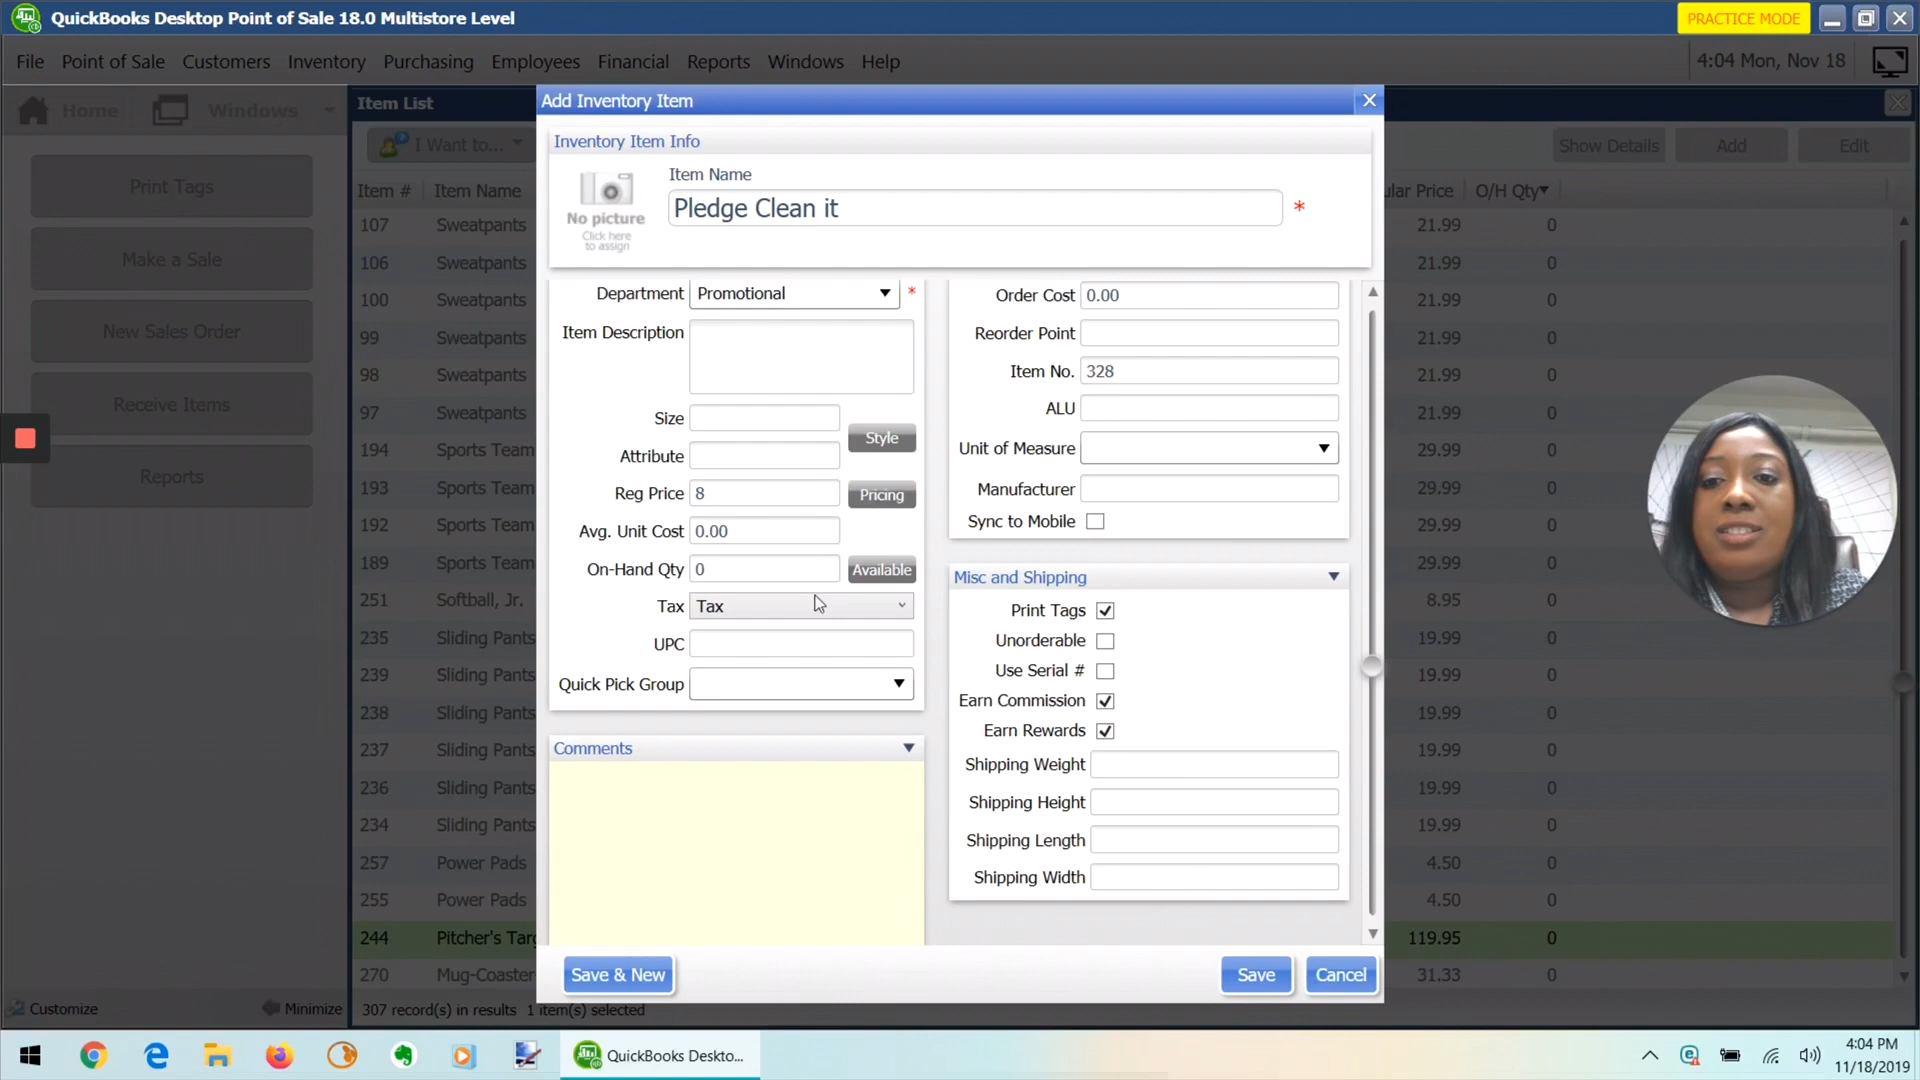 QuickBooks Desktop Point of Sale 18.0 Multistore Level
PRACTICE MODE
File Point of Sale Customers Inventory Purchasing Employees Financial Reports Windows Help
4:04 Mon, Nov 18
Home Windows
Print Tags
Make a Sale
New Sales Order
Receive Items
Reports
Customize
Minimize
Item List
I Want to...
Show Details Add Edit
Item # Item Name
ular Price O/H Qty
107 Sweatpants 21.99 0
106 Sweatpants 21.99 0
100 Sweatpants 21.99 0
99 Sweatpants 21.99 0
98 Sweatpants 21.99 0
97 Sweatpants 21.99 0
194 Sports Team 29.99 0
193 Sports Team 29.99 0
192 Sports Team 29.99 0
189 Sports Team 29.99 0
251 Softball, Jr. 8.95 0
235 Sliding Pants 19.99 0
239 Sliding Pants 19.99 0
238 Sliding Pants 19.99 0
237 Sliding Pants 19.99 0
236 Sliding Pants 19.99 0
234 Sliding Pants 19.99 0
257 Power Pads 4.50 0
255 Power Pads 4.50 0
244 Pitcher's Targ 119.95 0
270 Mug-Coaster 31.33 0
307 record(s) in results 1 item(s) selected
Add Inventory Item
Inventory Item Info
No picture
Click here
to assign
Item Name
Pledge Clean it *
Department Promotional *
Item Description
Size
Style
Attribute
Reg Price 8 Pricing
Avg. Unit Cost 0.00
On-Hand Qty 0 Available
Tax Tax
UPC
Quick Pick Group
Comments
Order Cost 0.00
Reorder Point
Item No. 328
ALU
Unit of Measure
Manufacturer
Sync to Mobile
Misc and Shipping
Print Tags
Unorderable
Use Serial #
Earn Commission
Earn Rewards
Shipping Weight
Shipping Height
Shipping Length
Shipping Width
Save & New Save Cancel
QuickBooks Deskto...
4:04 PM
11/18/2019